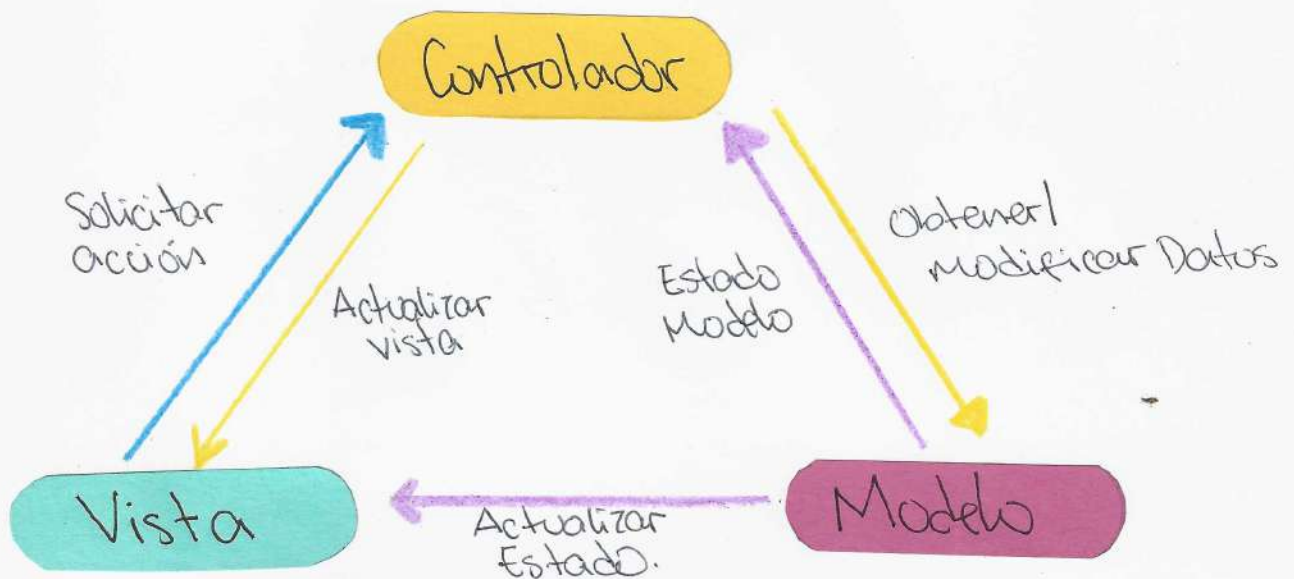 Controlador
Solicitar
acción
Actualizar
vista
Estado
Modelo
Obtener/
Modificar Datos
Vista
Actualizar
Estado.
Modelo